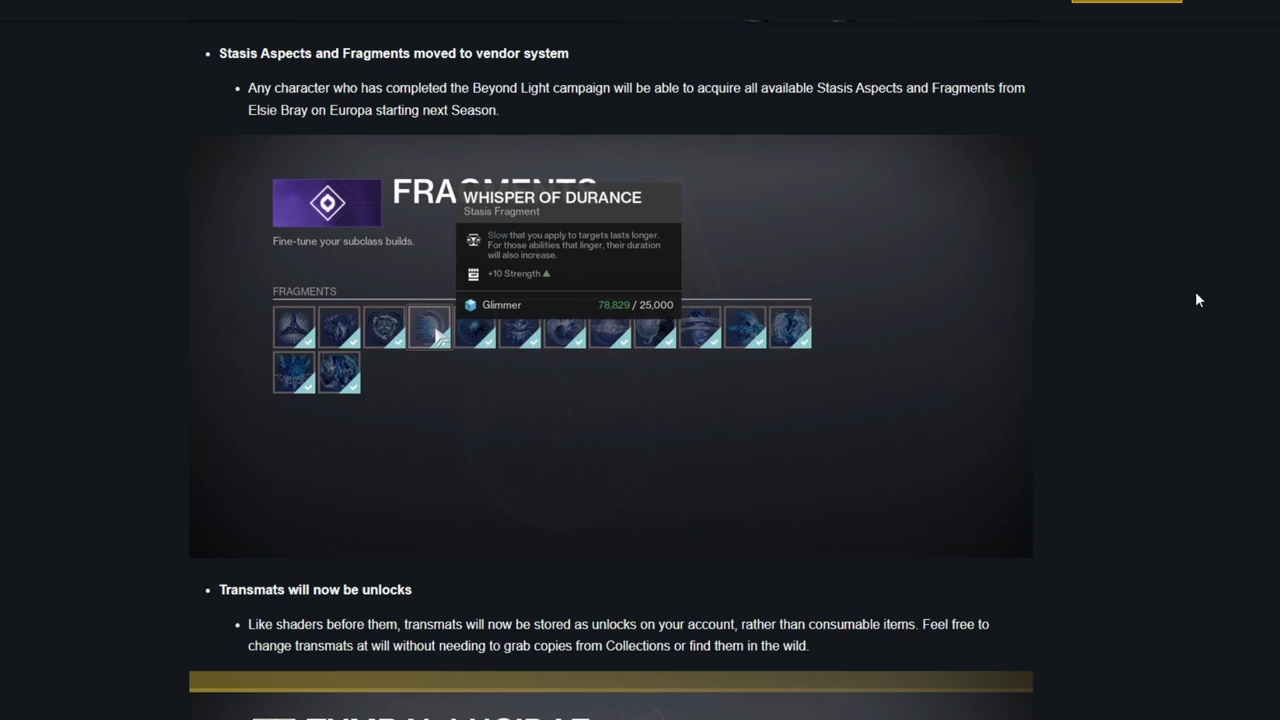 Stasis Aspects and Fragments moved to vendor system
Any character who has completed the Beyond Light campaign will be able to acquire all available Stasis Aspects and Fragments from
Elsie Bray on Europa starting next Season.
FRAGMENTS
WHISPER OF DURANCE
Stasis Fragment
Fine-tune your subclass builds.
Slow that you apply to targets lasts longer.
For those abilities that linger, their duration
will also increase.
+10 Strength
FRAGMENTS
Glimmer 78,829 / 25,000
Transmats will now be unlocks
Like shaders before them, transmats will now be stored as unlocks on your account, rather than consumable items. Feel free to
change transmats at will without needing to grab copies from Collections or find them in the wild.